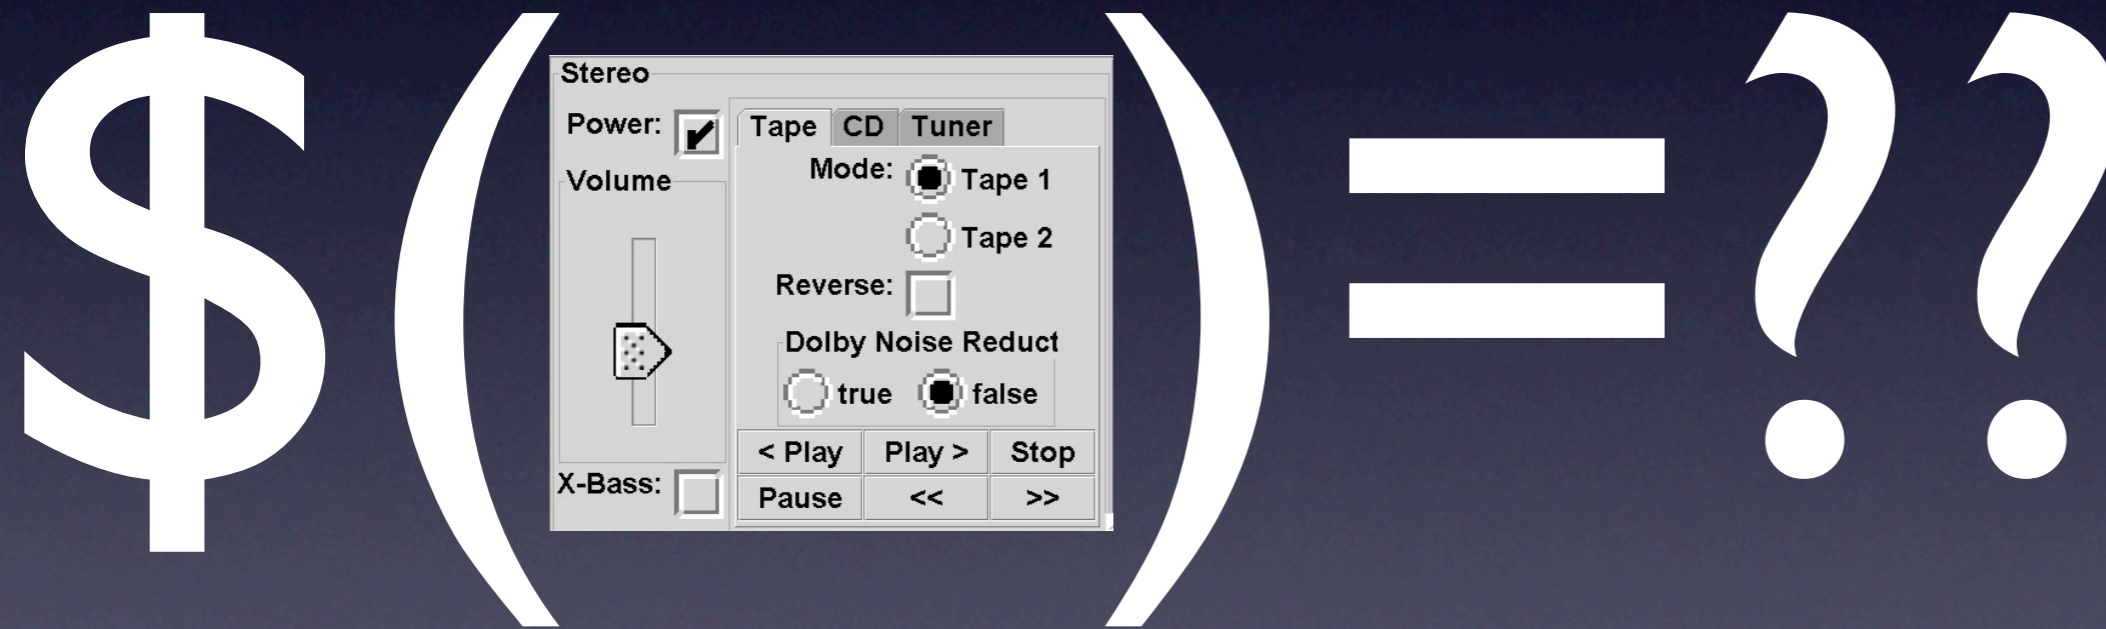 $( )=??
Stereo
Power:
Volume
X-Bass:
Tape CD Tuner
Mode: Tape 1
Tape 2
Reverse:
Dolby Noise Reduct
true false
< Play Play > Stop
Pause << >>